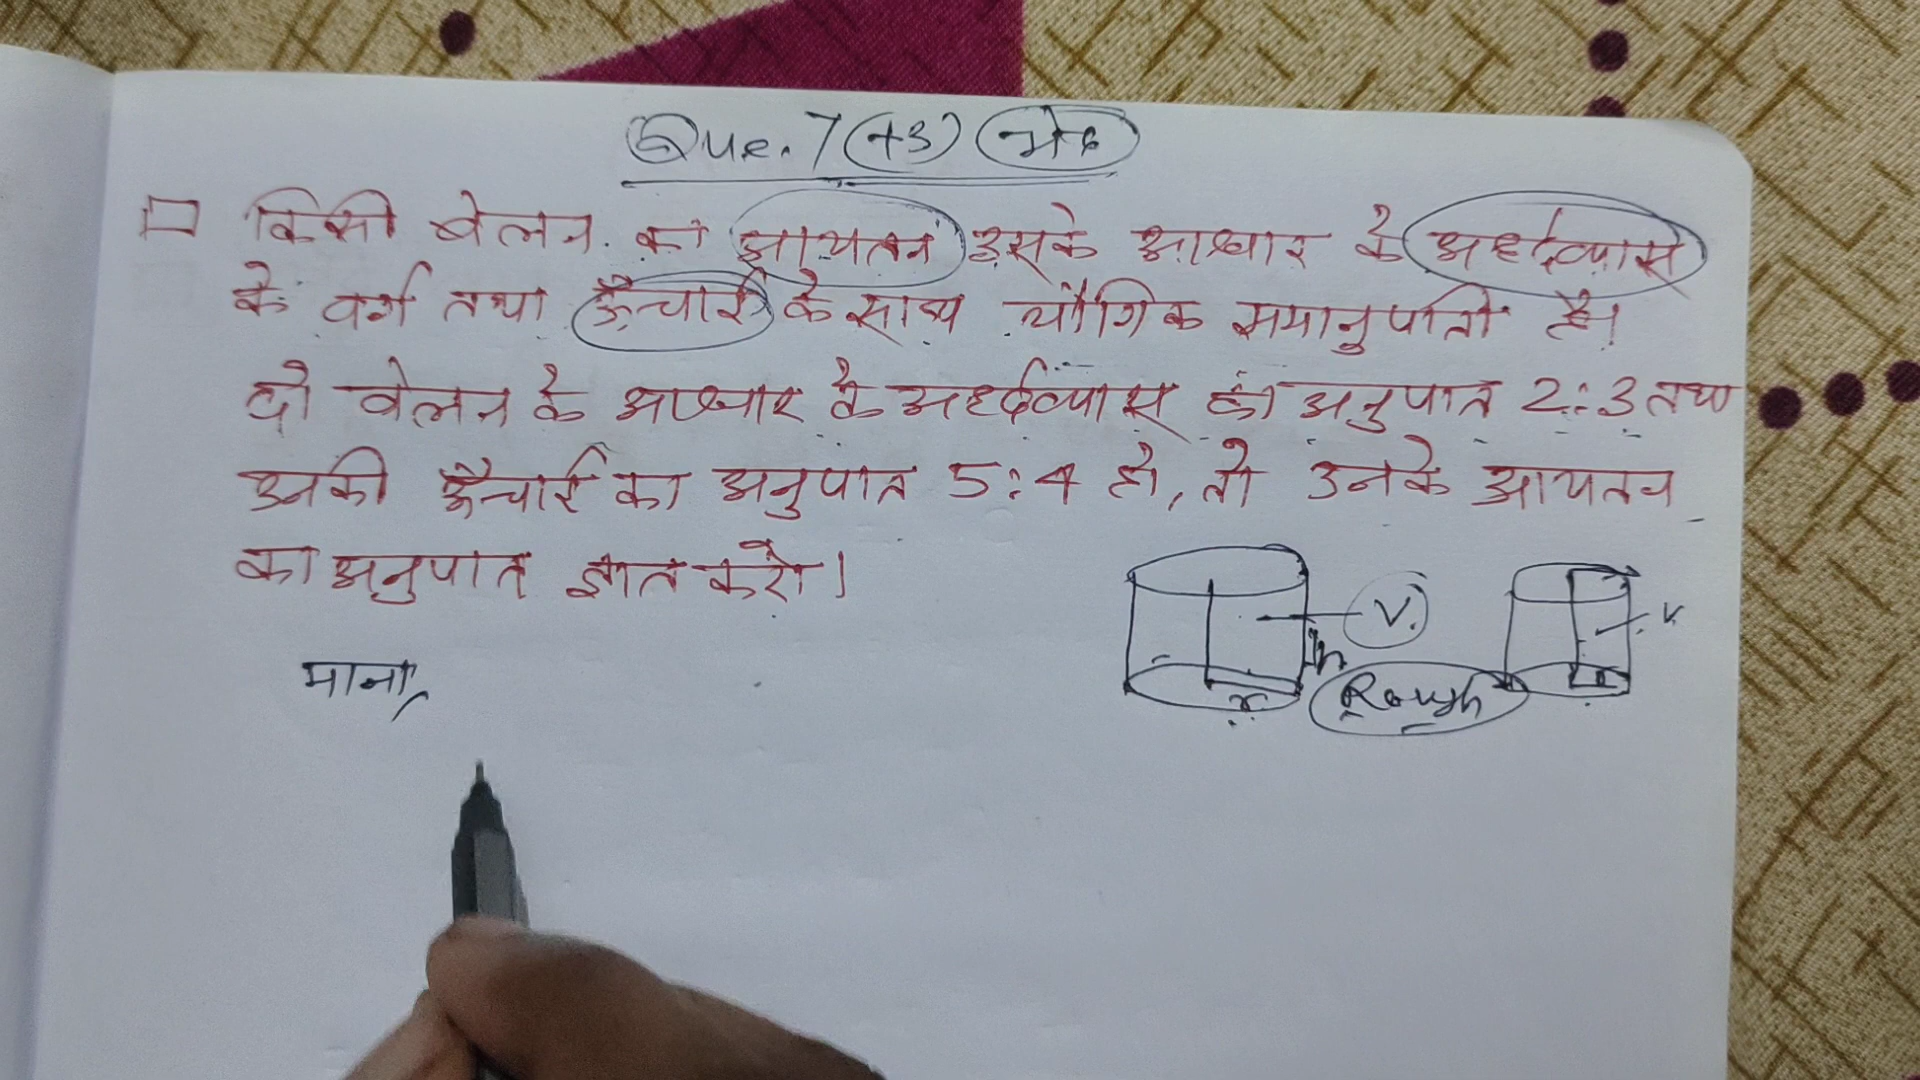 Que. 7 (+3)
किसी बेलन का आयतन उसके आधार के अर्द्धव्यास
के वर्ग तथा ऊँचाई के साथ यौगिक समानुपाती है।
दो बेलन के आधार के अर्द्धव्यास का अनुपात 2:3 तथा
उनकी ऊँचाई का अनुपात 5:4 हो, तो उनके आयतन
का अनुपात ज्ञात करो।
V.
V
h
माना,
r
Rough